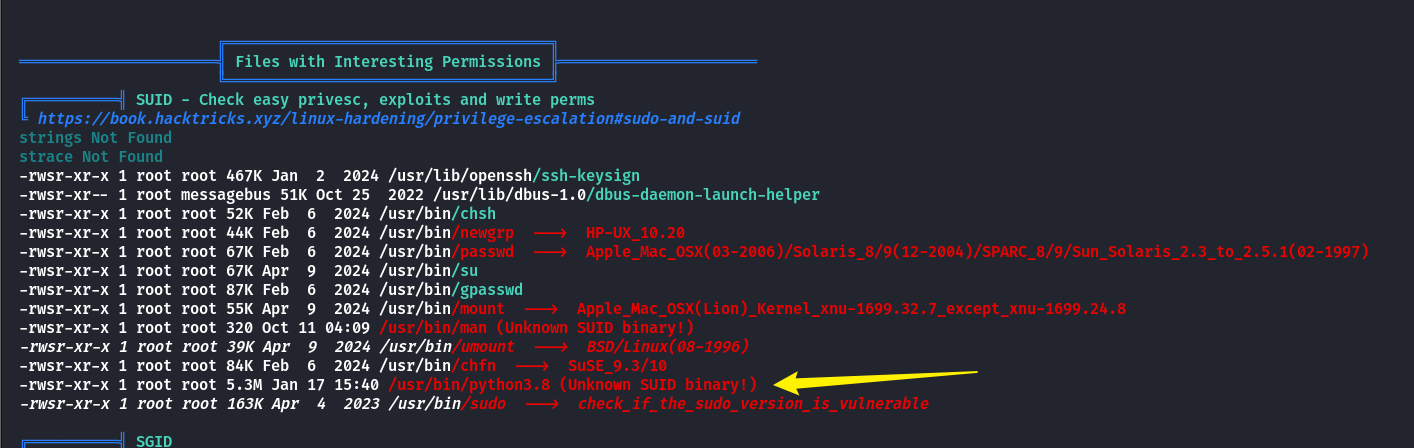 Files with Interesting Permissions
SUID - Check easy privesc, exploits and write perms
https://book.hacktricks.xyz/linux-hardening/privilege-escalation#sudo-and-suid
strings Not Found
strace Not Found
-rwsr-xr-x 1 root root 467K Jan  2  2024 /usr/lib/openssh/ssh-keysign
-rwsr-xr-- 1 root messagebus 51K Oct 25  2022 /usr/lib/dbus-1.0/dbus-daemon-launch-helper
-rwsr-xr-x 1 root root 52K Feb  6  2024 /usr/bin/chsh
-rwsr-xr-x 1 root root 44K Feb  6  2024 /usr/bin/newgrp  --->  HP-UX_10.20
-rwsr-xr-x 1 root root 67K Feb  6  2024 /usr/bin/passwd  --->  Apple_Mac_OSX(03-2006)/Solaris_8/9(12-2004)/SPARC_8/9/Sun_Solaris_2.3_to_2.5.1(02-1997)
-rwsr-xr-x 1 root root 67K Apr  9  2024 /usr/bin/su
-rwsr-xr-x 1 root root 87K Feb  6  2024 /usr/bin/gpasswd
-rwsr-xr-x 1 root root 55K Apr  9  2024 /usr/bin/mount  --->  Apple_Mac_OSX(Lion)_Kernel_xnu-1699.32.7_except_xnu-1699.24.8
-rwsr-xr-x 1 root root 320 Oct 11 04:09 /usr/bin/man (Unknown SUID binary!)
-rwsr-xr-x 1 root root 39K Apr  9  2024 /usr/bin/umount  --->  BSD/Linux(08-1996)
-rwsr-xr-x 1 root root 84K Feb  6  2024 /usr/bin/chfn  --->  SuSE_9.3/10
-rwsr-xr-x 1 root root 5.3M Jan 17 15:40 /usr/bin/python3.8 (Unknown SUID binary!)
-rwsr-xr-x 1 root root 163K Apr  4  2023 /usr/bin/sudo  --->  check_if_the_sudo_version_is_vulnerable
SGID